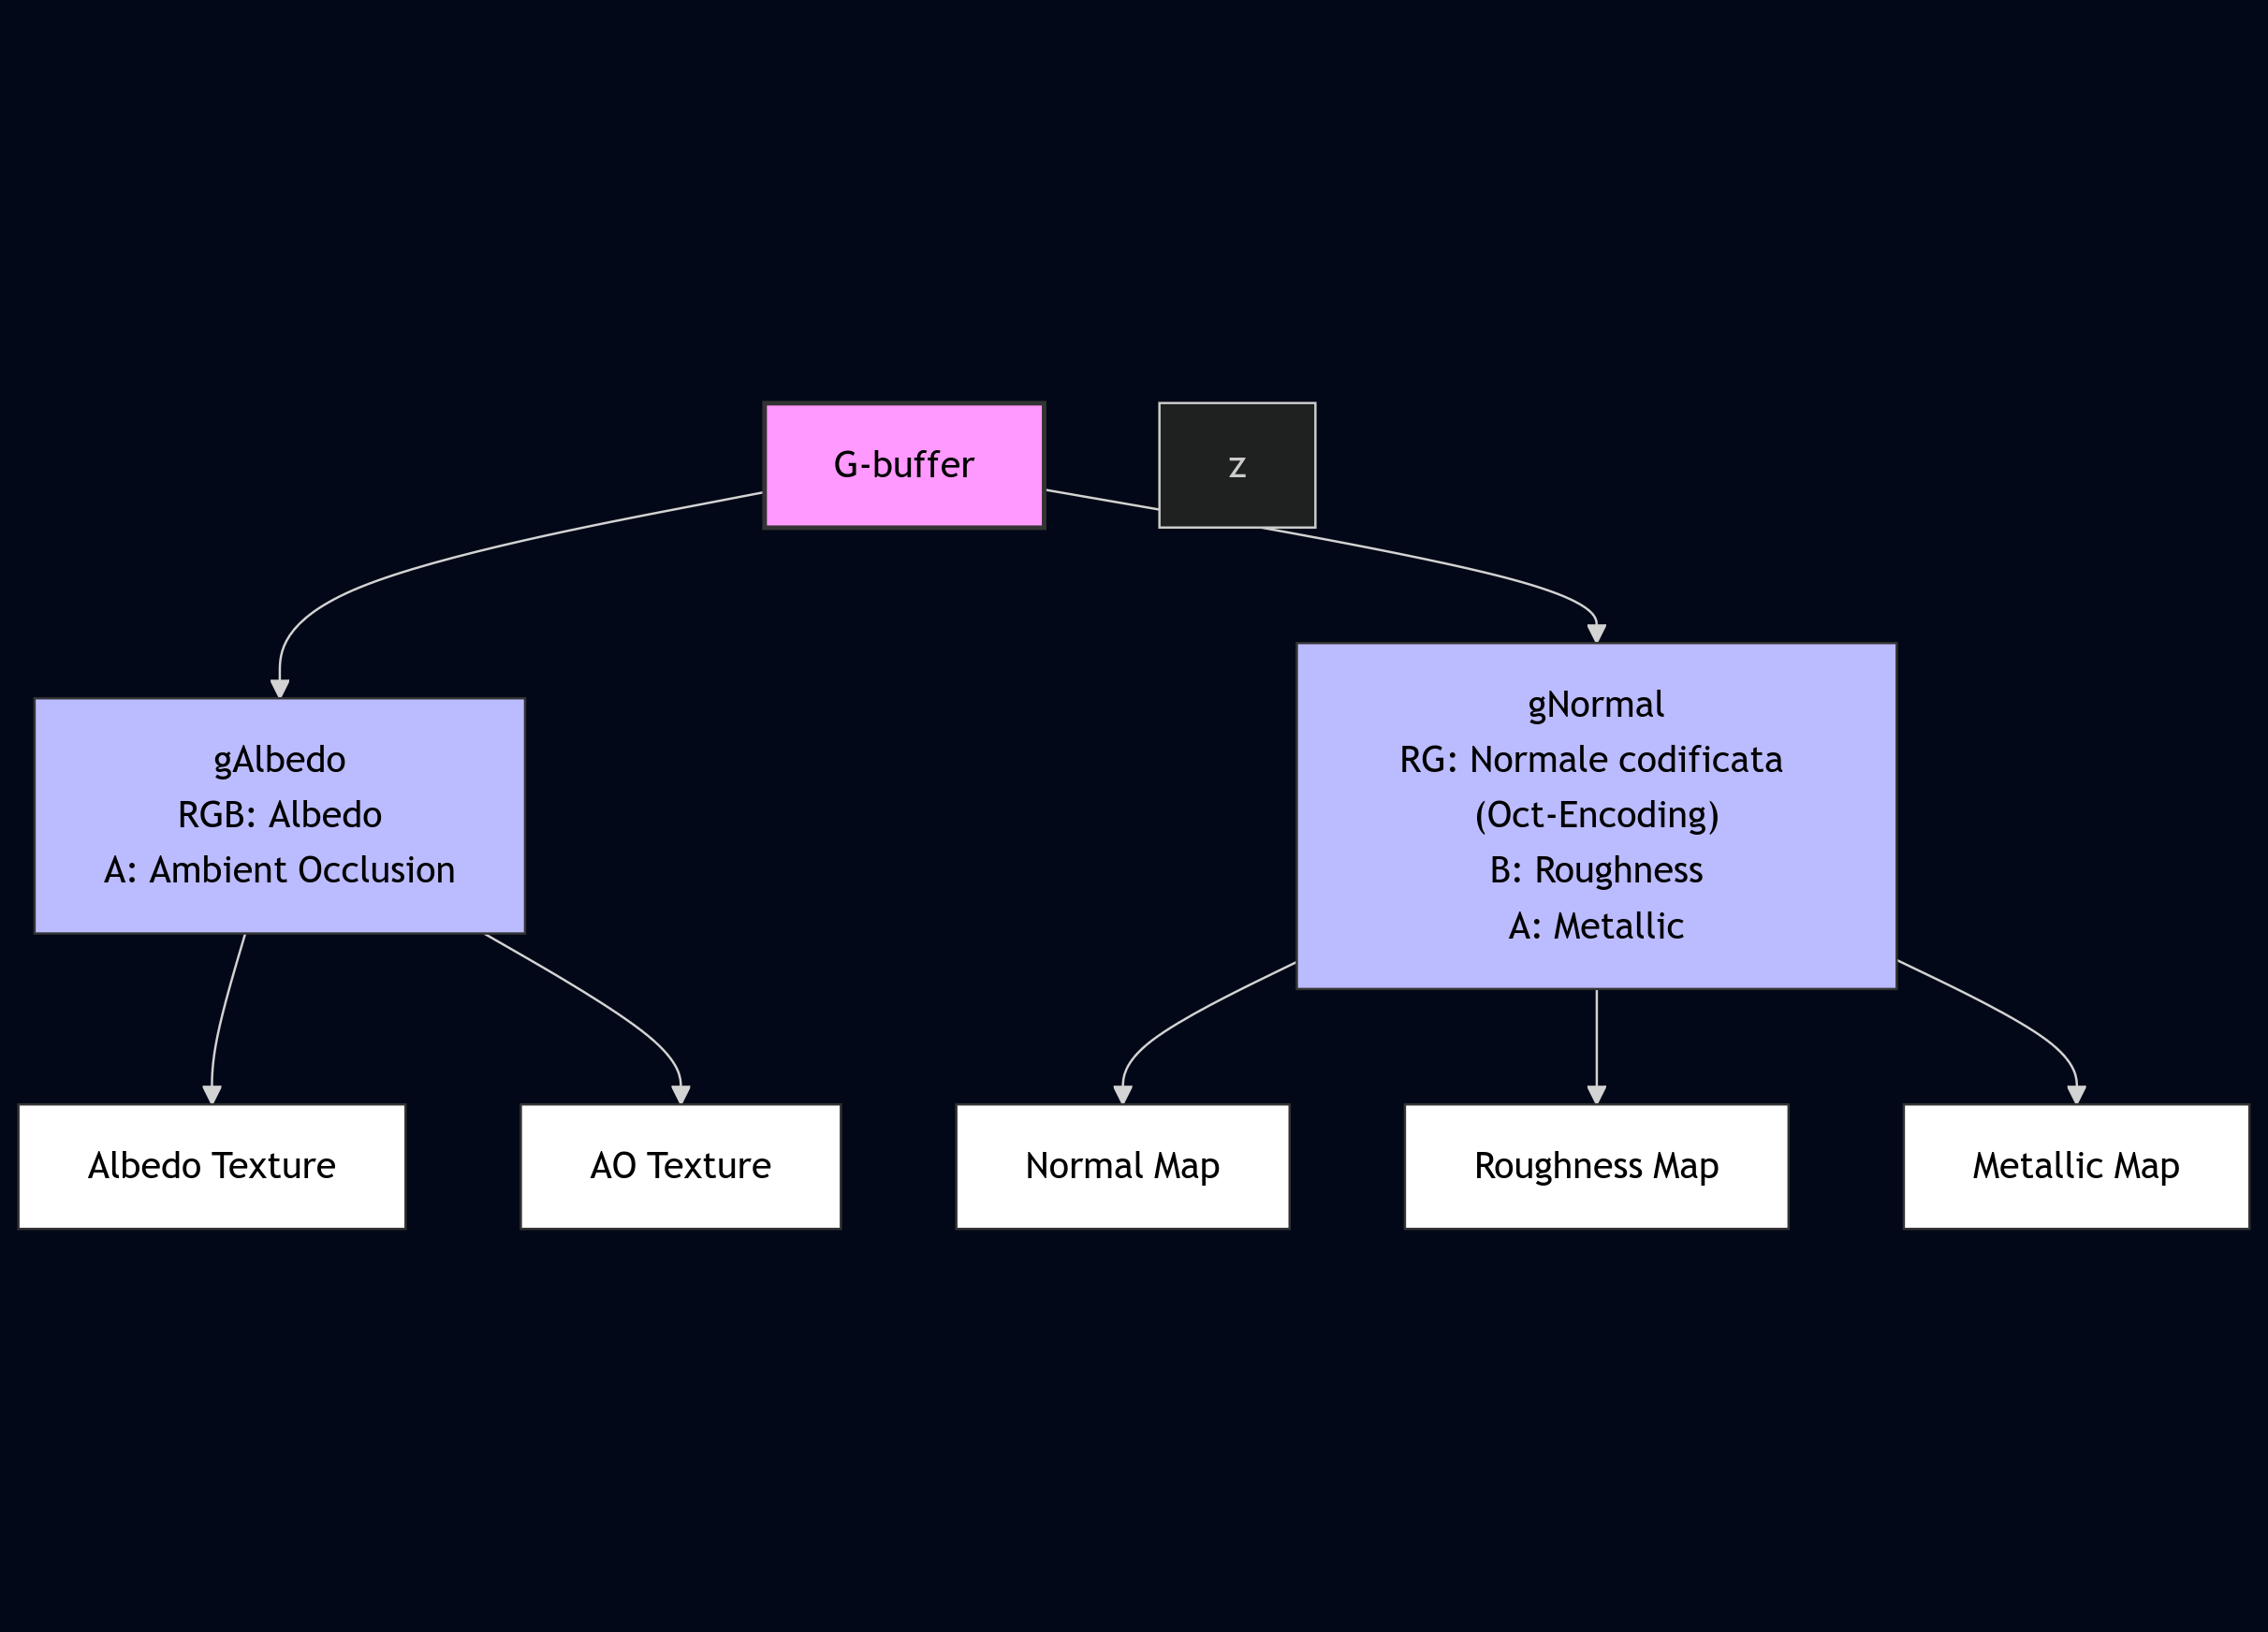 G-buffer
z
gAlbedo
RGB: Albedo
A: Ambient Occlusion
gNormal
RG: Normale codificata
(Oct-Encoding)
B: Roughness
A: Metallic
Albedo Texture
AO Texture
Normal Map
Roughness Map
Metallic Map